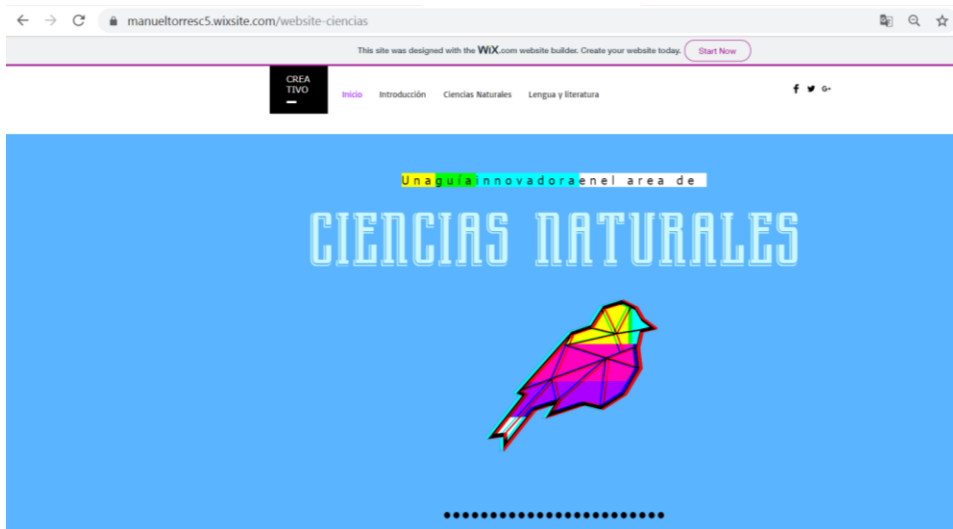 manueltorresc5.wixsite.com/website-ciencias
This site was designed with the WiX.com website builder. Create your website today. Start Now
CREA
TIVO
Inicio Introducción Ciencias Naturales Lengua y literatura
Una guía innovadora en el area de
CIENCIAS NATURALES